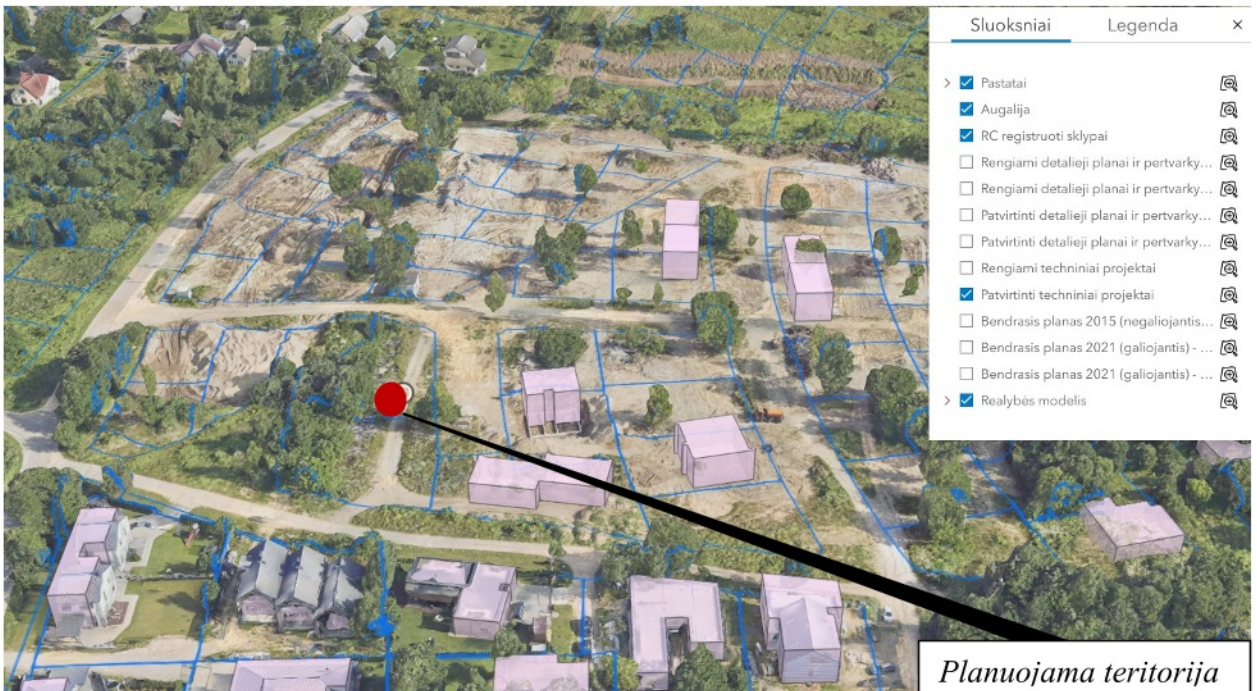 Sluoksniai Legenda ×
Pastatai
Augalija
RC registruoti sklypai
Rengiami detalieji planai ir pertvarky...
Rengiami detalieji planai ir pertvarky...
Patvirtinti detalieji planai ir pertvarky...
Patvirtinti detalieji planai ir pertvarky...
Rengiami techniniai projektai
Patvirtinti techniniai projektai
Bendrasis planas 2015 (negaliojantis...
Bendrasis planas 2021 (galiojantis) - ...
Bendrasis planas 2021 (galiojantis) - ...
Realybės modelis
Planuojama teritorija